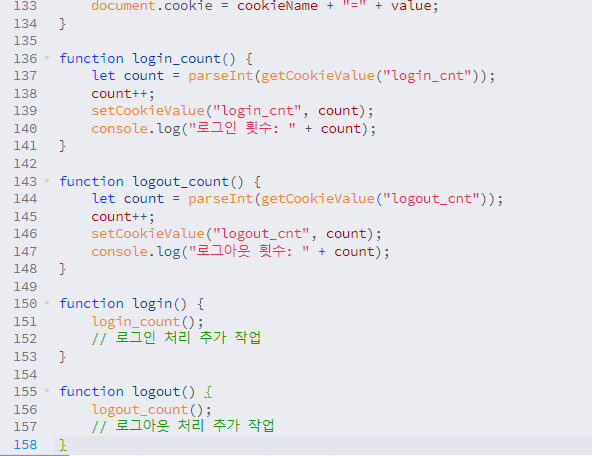 133 document.cookie = cookieName + "=" + value;
134 }
135
136 function login_count() {
137 let count = parseInt(getCookieValue("login_cnt"));
138 count++;
139 setCookieValue("login_cnt", count);
140 console.log("로그인 횟수: " + count);
141 }
142
143 function logout_count() {
144 let count = parseInt(getCookieValue("logout_cnt"));
145 count++;
146 setCookieValue("logout_cnt", count);
147 console.log("로그아웃 횟수: " + count);
148 }
149
150 function login() {
151 login_count();
152 // 로그인 처리 추가 작업
153 }
154
155 function logout() {
156 logout_count();
157 // 로그아웃 처리 추가 작업
158 }